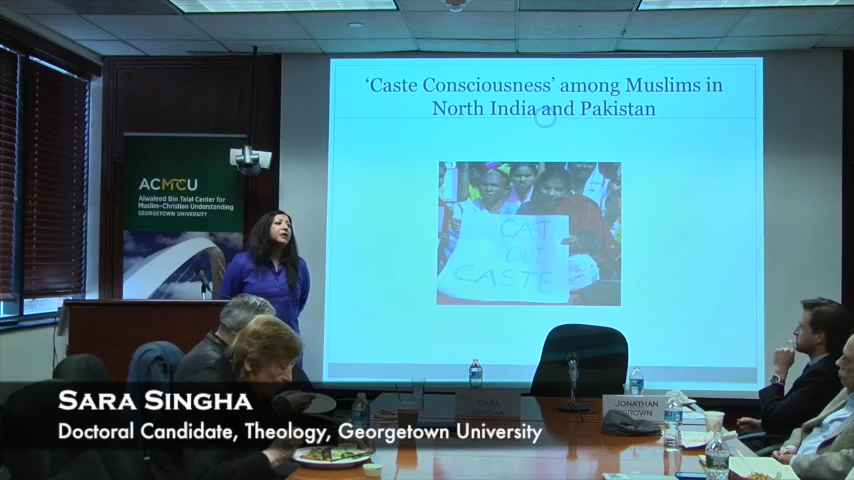 'Caste Consciousness' among Muslims in
North India and Pakistan
CAST
OUT
CASTE
ACMCU
Alwaleed Bin Talal Center for
Muslim–Christian Understanding
GEORGETOWN UNIVERSITY
SARA
SINGHA
JONATHAN
BROWN
SARA SINGHA
Doctoral Candidate, Theology, Georgetown University